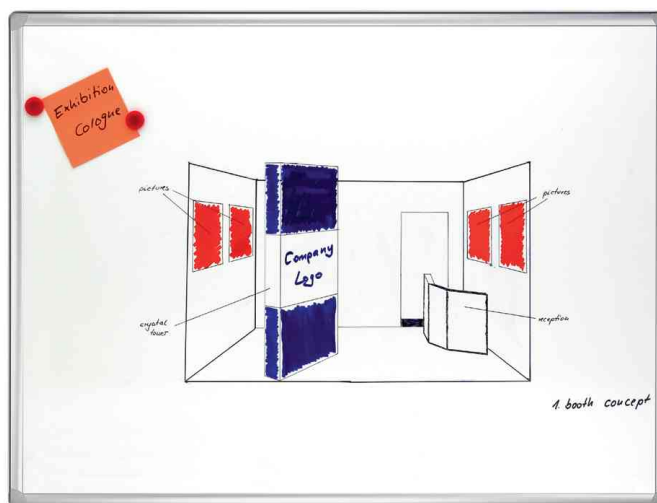 Exhibition
Cologne
pictures
pictures
Company
Logo
crystal
tower
reception
1. booth concept